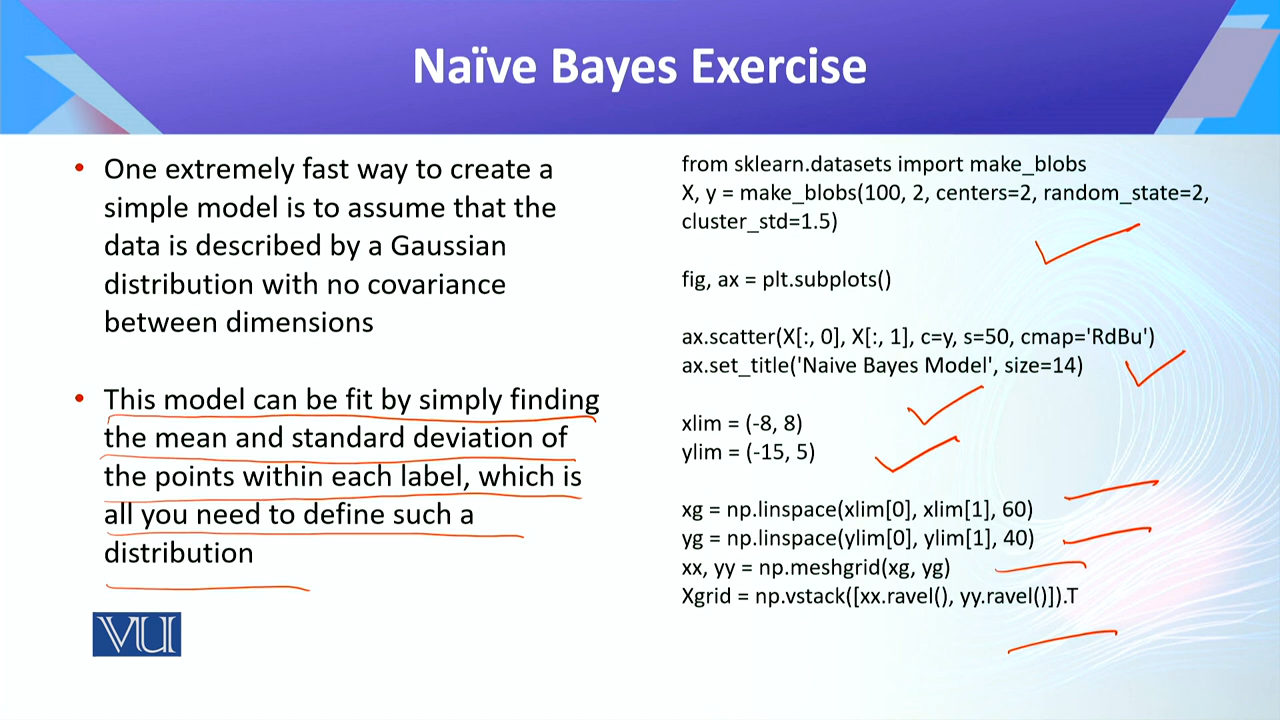 Naïve Bayes Exercise
• One extremely fast way to create a
simple model is to assume that the
data is described by a Gaussian
distribution with no covariance
between dimensions
• This model can be fit by simply finding
the mean and standard deviation of
the points within each label, which is
all you need to define such a
distribution
VU
from sklearn.datasets import make_blobs
X, y = make_blobs(100, 2, centers=2, random_state=2,
cluster_std=1.5)
fig, ax = plt.subplots()
ax.scatter(X[:, 0], X[:, 1], c=y, s=50, cmap='RdBu')
ax.set_title('Naive Bayes Model', size=14)
xlim = (-8, 8)
ylim = (-15, 5)
xg = np.linspace(xlim[0], xlim[1], 60)
yg = np.linspace(ylim[0], ylim[1], 40)
xx, yy = np.meshgrid(xg, yg)
Xgrid = np.vstack([xx.ravel(), yy.ravel()]).T